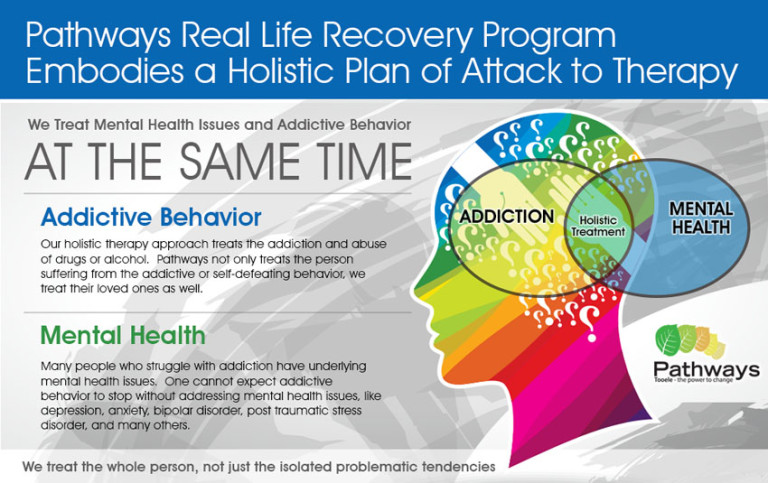 Pathways Real Life Recovery Program
Embodies a Holistic Plan of Attack to Therapy
We Treat Mental Health Issues and Addictive Behavior
AT THE SAME TIME
Addictive Behavior
Our holistic therapy approach treats the addiction and abuse
of drugs or alcohol. Pathways not only treats the person
suffering from the addictive or self-defeating behavior, we
treat their loved ones as well.
Mental Health
Many people who struggle with addiction have underlying
mental health issues. One cannot expect addictive
behavior to stop without addressing mental health issues, like
depression, anxiety, bipolar disorder, post traumatic stress
disorder, and many others.
ADDICTION
Holistic
Treatment
MENTAL
HEALTH
Pathways
Tooele - the power to change
We treat the whole person, not just the isolated problematic tendencies